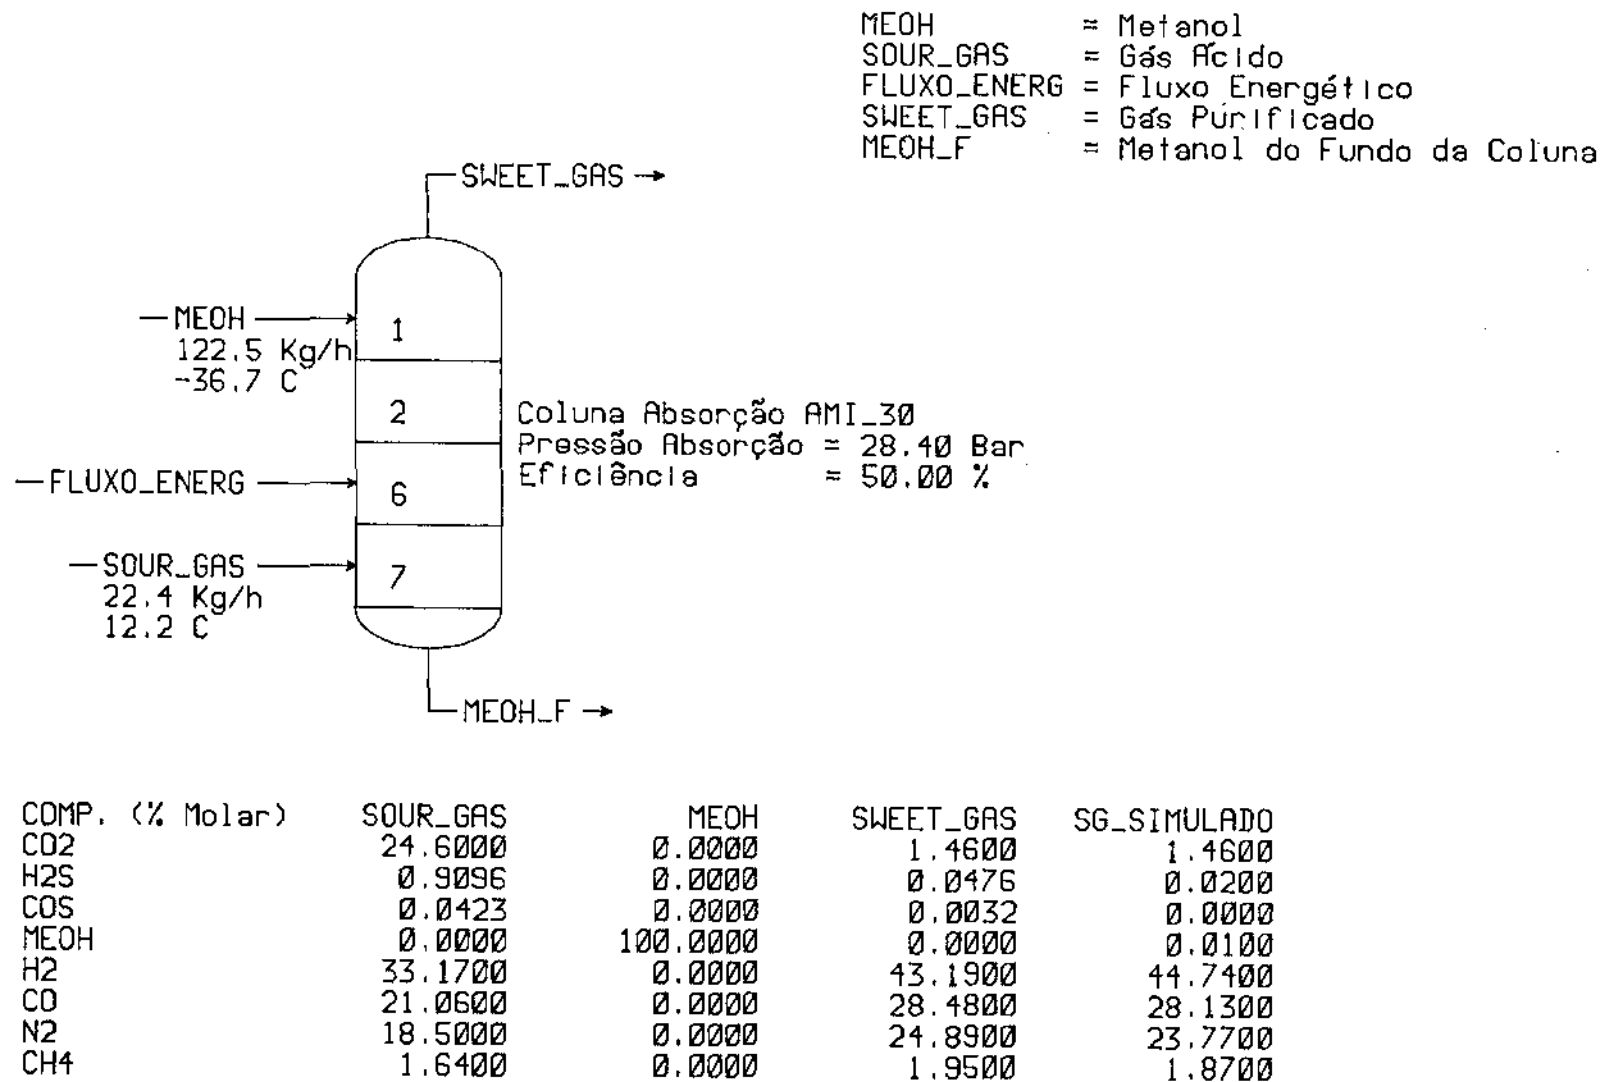 MEOH = Metanol
SOUR_GAS = Gás Ácido
FLUXO_ENERG = Fluxo Energético
SWEET_GAS = Gás Purificado
MEOH_F = Metanol do Fundo da Coluna
SWEET_GAS
MEOH
122.5 Kg/h
-36.7 C
1
2
Coluna Absorção AMI_30
Pressão Absorção = 28.40 Bar
Eficiência = 50.00 %
FLUXO_ENERG
6
SOUR_GAS
22.4 Kg/h
12.2 C
7
MEOH_F
COMP. (% Molar) SOUR_GAS MEOH SWEET_GAS SG_SIMULADO
CO2 24.6000 0.0000 1.4600 1.4600
H2S 0.9096 0.0000 0.0476 0.0200
COS 0.0423 0.0000 0.0032 0.0000
MEOH 0.0000 100.0000 0.0000 0.0100
H2 33.1700 0.0000 43.1900 44.7400
CO 21.0600 0.0000 28.4800 28.1300
N2 18.5000 0.0000 24.8900 23.7700
CH4 1.6400 0.0000 1.9500 1.8700